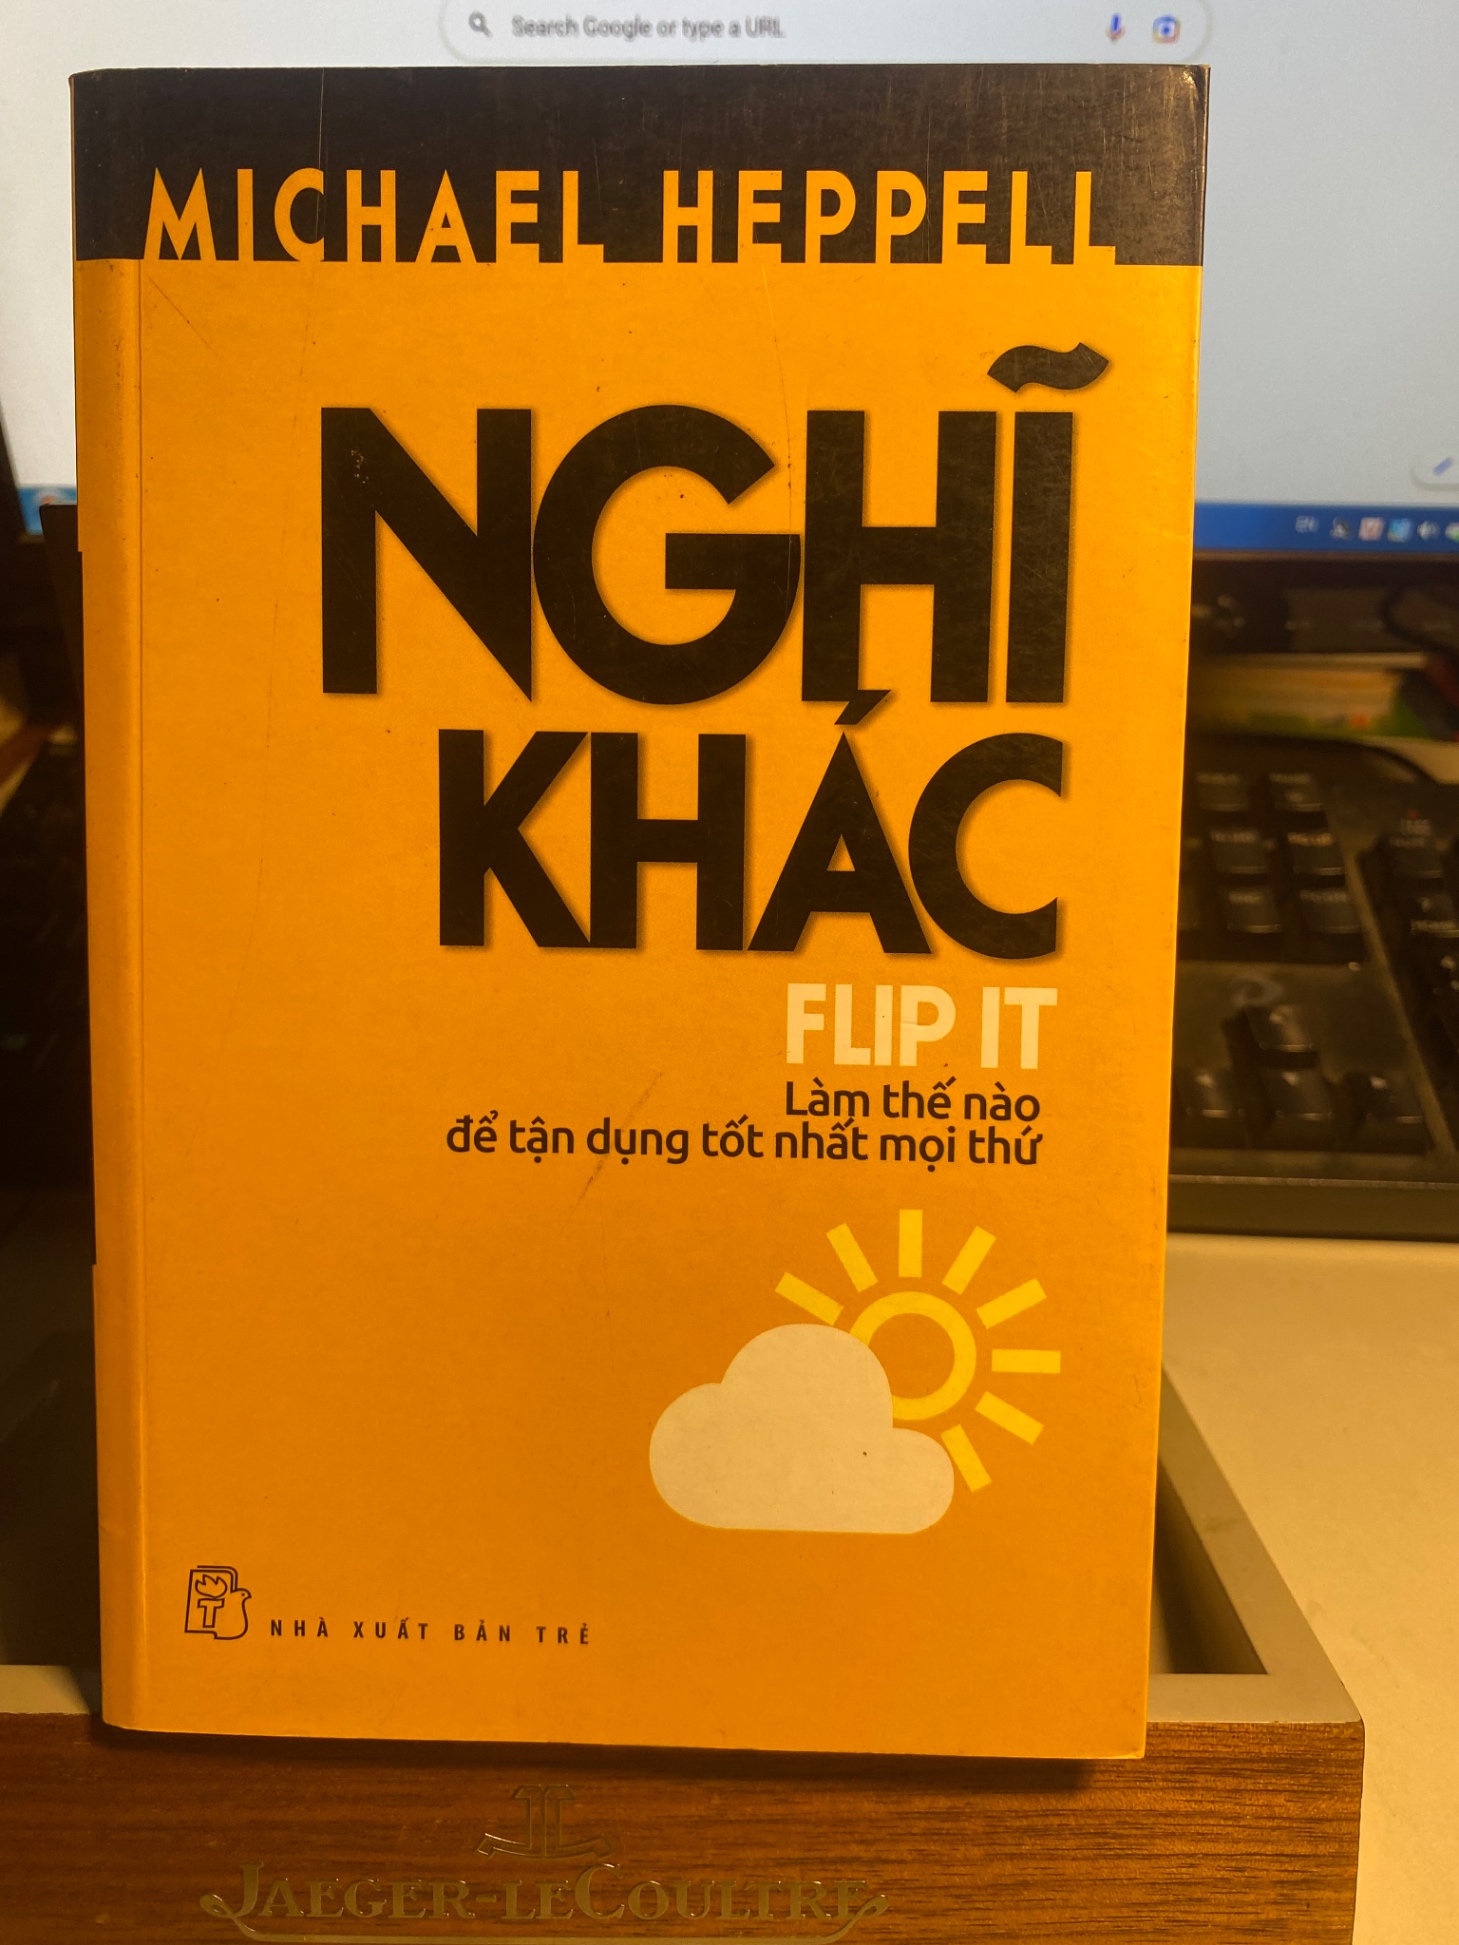 Search Google or type a URL
MICHAEL HEPPELL
NGHĨ
KHÁC
FLIP IT
Làm thế nào
để tận dụng tốt nhất mọi thứ
T
NHÀ XUẤT BẢN TRẺ
EN
JAEGER-LECOULTRE